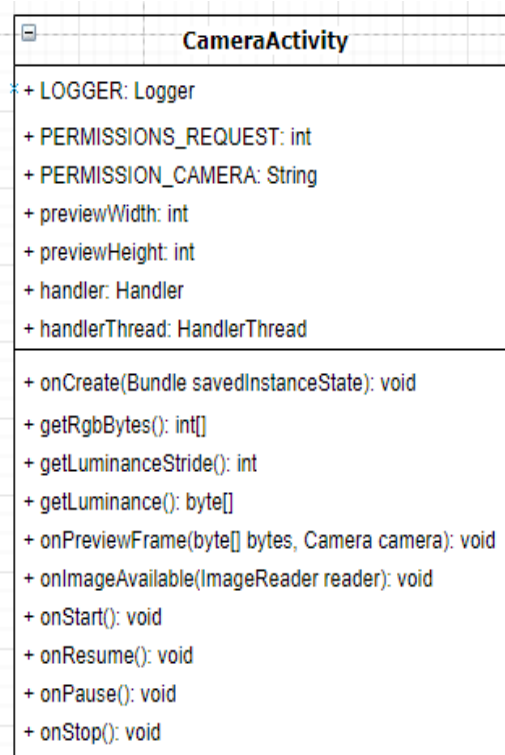 CameraActivity
+ LOGGER: Logger
+ PERMISSIONS_REQUEST: int
+ PERMISSION_CAMERA: String
+ previewWidth: int
+ previewHeight: int
+ handler: Handler
+ handlerThread: HandlerThread
+ onCreate(Bundle savedInstanceState): void
+ getRgbBytes(): int[]
+ getLuminanceStride(): int
+ getLuminance(): byte[]
+ onPreviewFrame(byte[] bytes, Camera camera): void
+ onImageAvailable(ImageReader reader): void
+ onStart(): void
+ onResume(): void
+ onPause(): void
+ onStop(): void